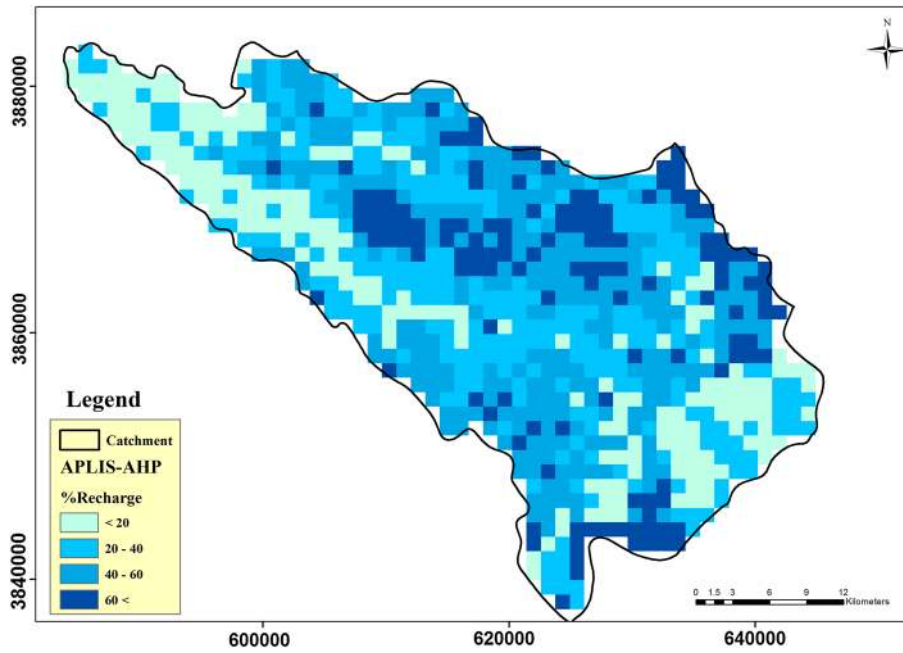 N
3880000
3860000
3840000
Legend
Catchment
APLIS-AHP
%Recharge
< 20
20 - 40
40 - 60
60 <
0 1.5 3 6 9 12
Kilometers
600000 620000 640000